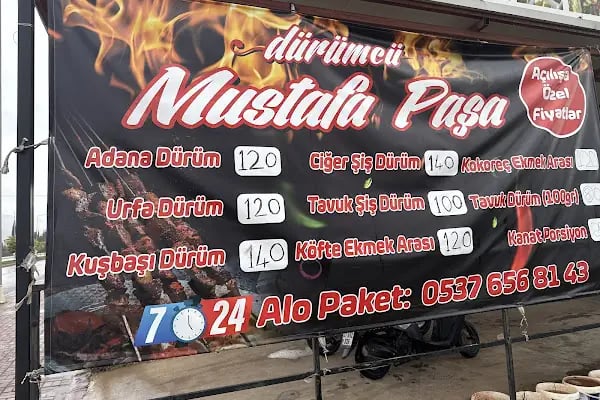 dürümcü
Mustafa Paşa
Açılışa
Özel
Fiyatlar
Adana Dürüm 120
Ciğer Şiş Dürüm 140
Kokoreç Ekmek Arası
Urfa Dürüm 120
Tavuk Şiş Dürüm 100
Tavuk Dürüm (100gr)
Kuşbaşı Dürüm 140
Köfte Ekmek Arası 120
Kanat Porsiyon
7 24 Alo Paket: 0537 656 81 43